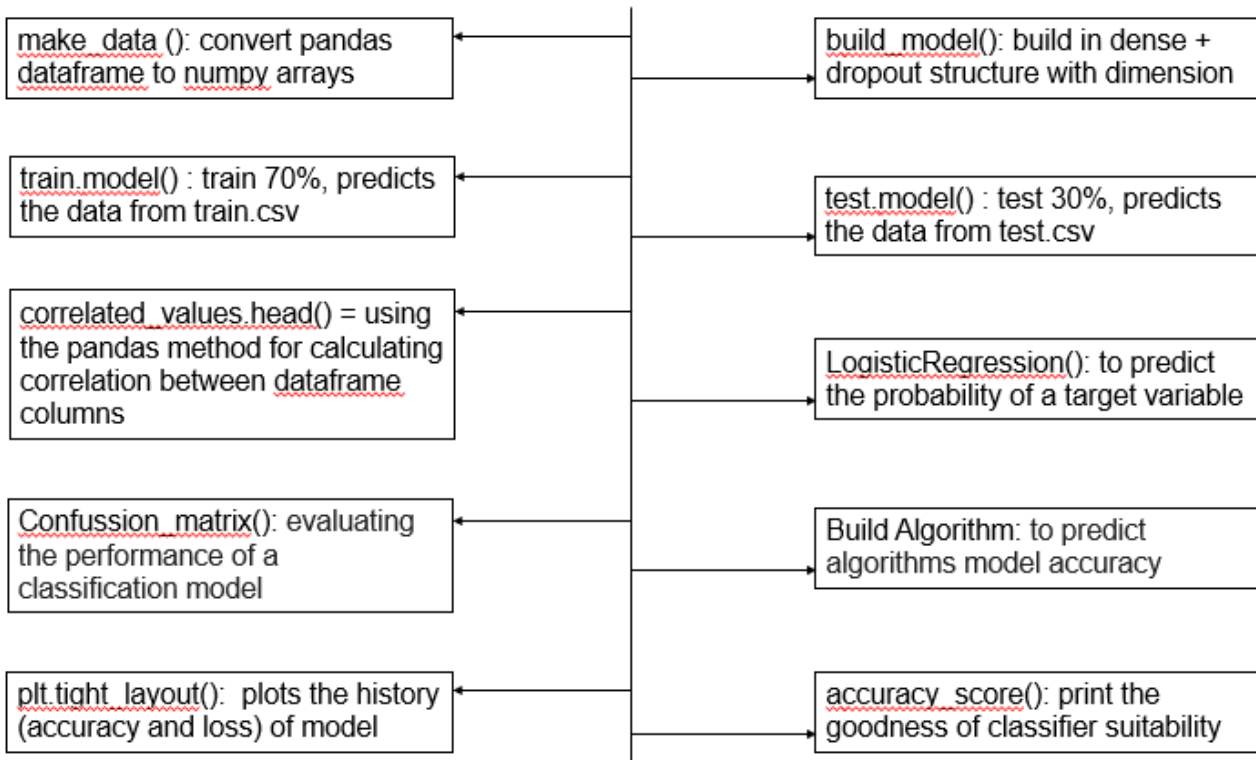 make_data (): convert pandas
dataframe to numpy arrays
build_model(): build in dense +
dropout structure with dimension
train.model() : train 70%, predicts
the data from train.csv
test.model() : test 30%, predicts
the data from test.csv
correlated_values.head() = using
the pandas method for calculating
correlation between dataframe
columns
LogisticRegression(): to predict
the probability of a target variable
Confussion_matrix(): evaluating
the performance of a
classification model
Build Algorithm: to predict
algorithms model accuracy
plt.tight_layout():  plots the history
(accuracy and loss) of model
accuracy_score(): print the
goodness of classifier suitability